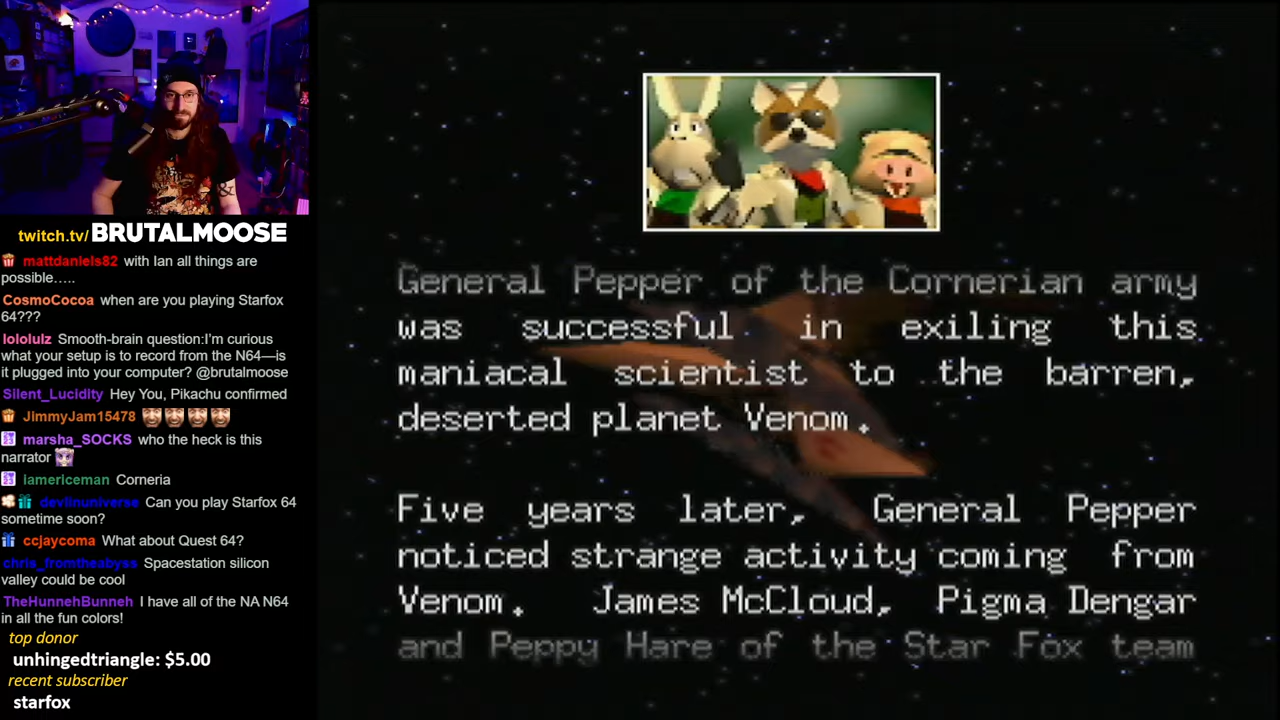 twitch.tv/BRUTALMOOSE
mattdaniels82 with Ian all things are
possible.....
CosmoCocoa when are you playing Starfox
64???
lolululz Smooth-brain question:I'm curious
what your setup is to record from the N64—is
it plugged into your computer? @brutalmoose
Silent_Lucidity Hey You, Pikachu confirmed
JimmyJam15478
marsha_SOCKS who the heck is this
narrator
iamericeman Corneria
devilnuniverse Can you play Starfox 64
sometime soon?
ccjaycoma What about Quest 64?
chris_fromtheabyss Spacestation silicon
valley could be cool
TheHunnehBunneh I have all of the NA N64
in all the fun colors!
top donor
unhingedtriangle: $5.00
recent subscriber
starfox
General Pepper of the Cornerian army
was successful in exiling this
maniacal scientist to the barren,
deserted planet Venom.
Five years later, General Pepper
noticed strange activity coming from
Venom. James McCloud, Pigma Dengar
and Peppy Hare of the Star Fox team